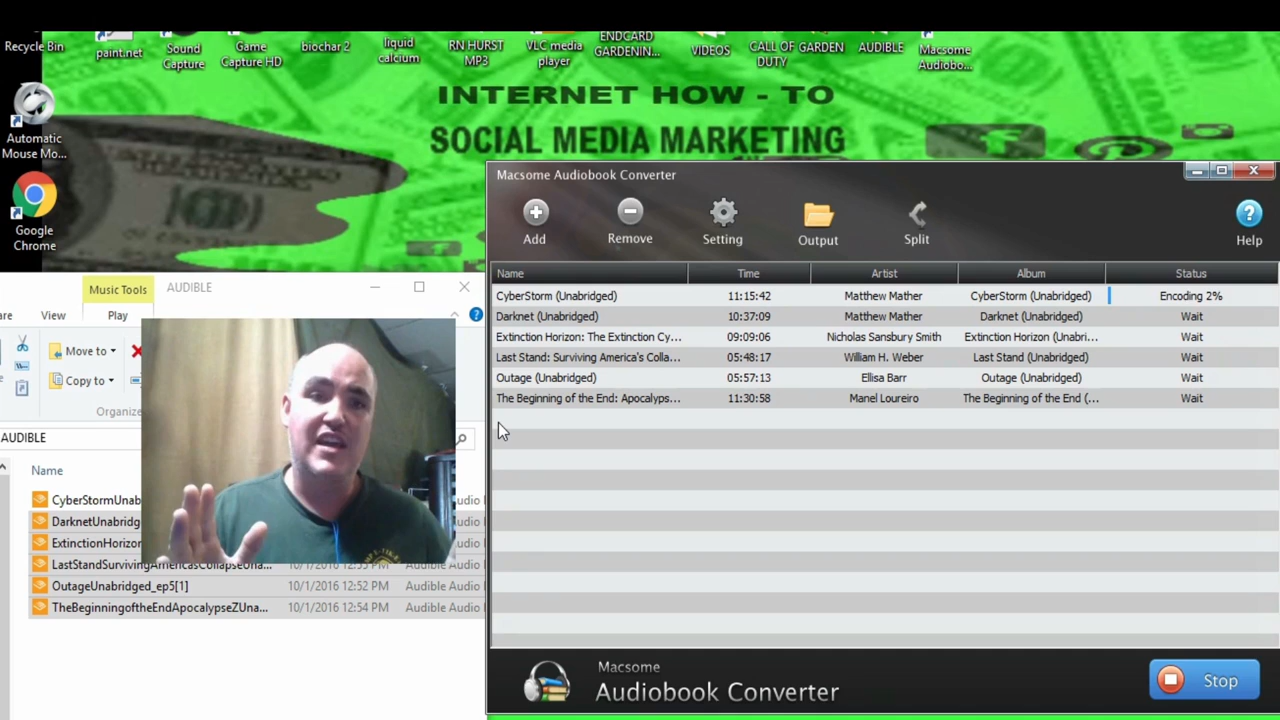 Recycle Bin
paint.net
Sound Capture
Game Capture HD
biochar 2
liquid calcium
RN HURST MP3
VLC media player
ENDCARD GARDENIN...
VIDEOS
CALL OF DUTY
GARDEN
AUDIBLE
Macsome Audiobo...
INTERNET HOW - TO
SOCIAL MEDIA MARKETING
Automatic Mouse Mo...
Google Chrome
Macsome Audiobook Converter
Add
Remove
Setting
Output
Split
Help
Name Time Artist Album Status
CyberStorm (Unabridged) 11:15:42 Matthew Mather CyberStorm (Unabridged) Encoding 2%
Darknet (Unabridged) 10:37:09 Matthew Mather Darknet (Unabridged) Wait
Extinction Horizon: The Extinction Cy... 09:09:06 Nicholas Sansbury Smith Extinction Horizon (Unabri... Wait
Last Stand: Surviving America's Colla... 05:48:17 William H. Weber Last Stand (Unabridged) Wait
Outage (Unabridged) 05:57:13 Ellisa Barr Outage (Unabridged) Wait
The Beginning of the End: Apocalyps... 11:30:58 Manel Loureiro The Beginning of the End (... Wait
Macsome
Audiobook Converter
Stop
Music Tools AUDIBLE
are View Play
Move to
Copy to
Organize
AUDIBLE
Name
CyberStormUnab
DarknetUnabridg
ExtinctionHorizor
LastStandSurvivingAmericasCollapseUna... 10/1/2016 12:53 PM Audible Audio
OutageUnabridged_ep5[1] 10/1/2016 12:52 PM Audible Audio
TheBeginningoftheEndApocalypseZUna... 10/1/2016 12:54 PM Audible Audio